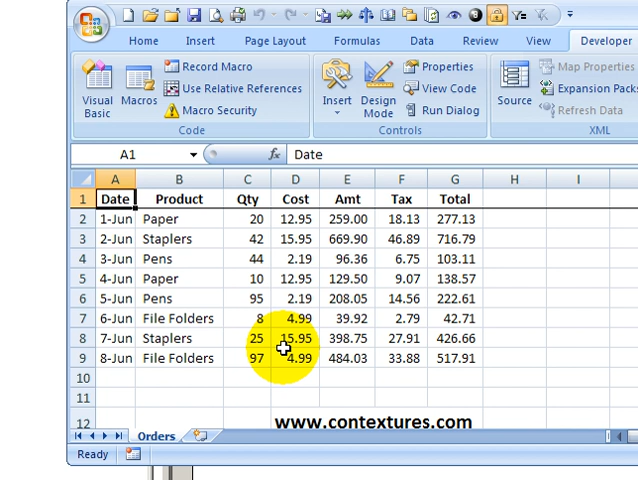 Y=
Home Insert Page Layout Formulas Data Review View Developer
Visual Basic
Macros
Record Macro
Use Relative References
Macro Security
Code
Insert
Design Mode
Properties
View Code
Run Dialog
Controls
Source
Map Properties
Expansion Packs
Refresh Data
XML
A1 fx Date
A B C D E F G H I
1 Date Product Qty Cost Amt Tax Total
2 1-Jun Paper 20 12.95 259.00 18.13 277.13
3 2-Jun Staplers 42 15.95 669.90 46.89 716.79
4 3-Jun Pens 44 2.19 96.36 6.75 103.11
5 4-Jun Paper 10 12.95 129.50 9.07 138.57
6 5-Jun Pens 95 2.19 208.05 14.56 222.61
7 6-Jun File Folders 8 4.99 39.92 2.79 42.71
8 7-Jun Staplers 25 15.95 398.75 27.91 426.66
9 8-Jun File Folders 97 4.99 484.03 33.88 517.91
10
11
12 www.contextures.com
Orders
Ready